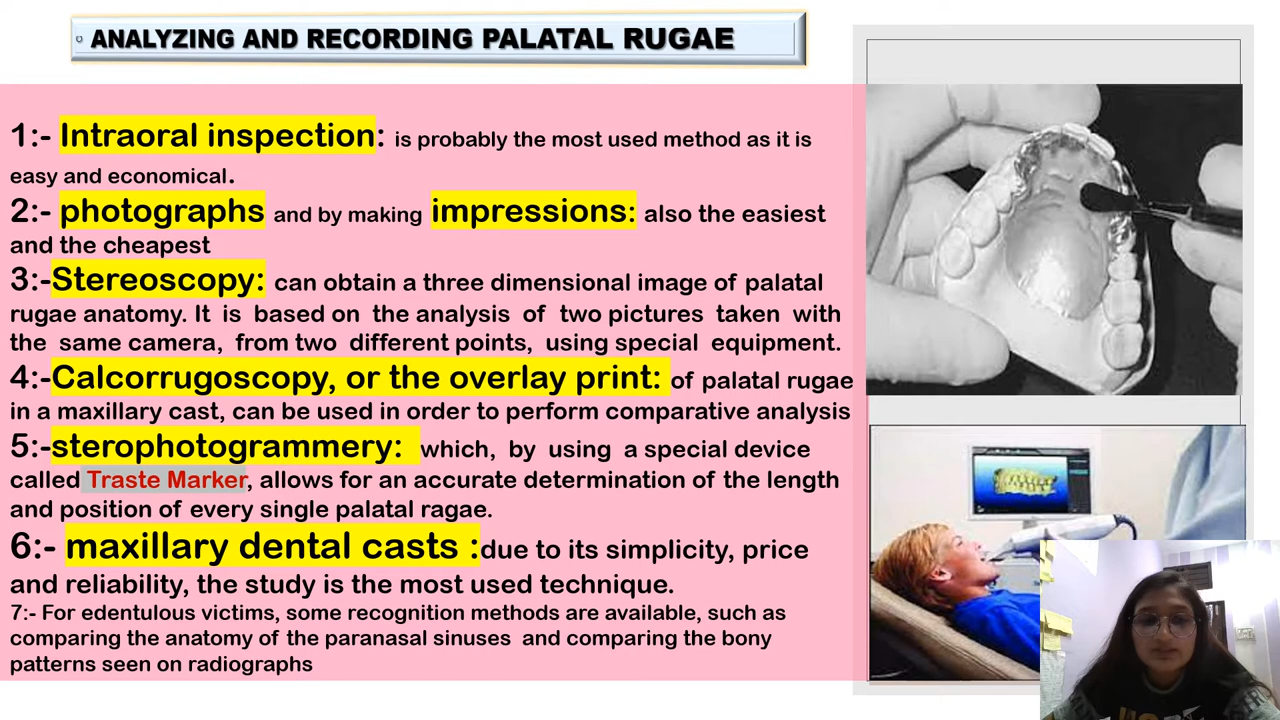 ANALYZING AND RECORDING PALATAL RUGAE
1:- Intraoral inspection: is probably the most used method as it is
easy and economical.
2:- photographs and by making impressions: also the easiest
and the cheapest
3:-Stereoscopy: can obtain a three dimensional image of palatal
rugae anatomy. It is based on the analysis of two pictures taken with
the same camera, from two different points, using special equipment.
4:-Calcorrugoscopy, or the overlay print: of palatal rugae
in a maxillary cast, can be used in order to perform comparative analysis
5:-sterophotogrammery: which, by using a special device
called Traste Marker, allows for an accurate determination of the length
and position of every single palatal ragae.
6:- maxillary dental casts :due to its simplicity, price
and reliability, the study is the most used technique.
7:- For edentulous victims, some recognition methods are available, such as
comparing the anatomy of the paranasal sinuses and comparing the bony
patterns seen on radiographs